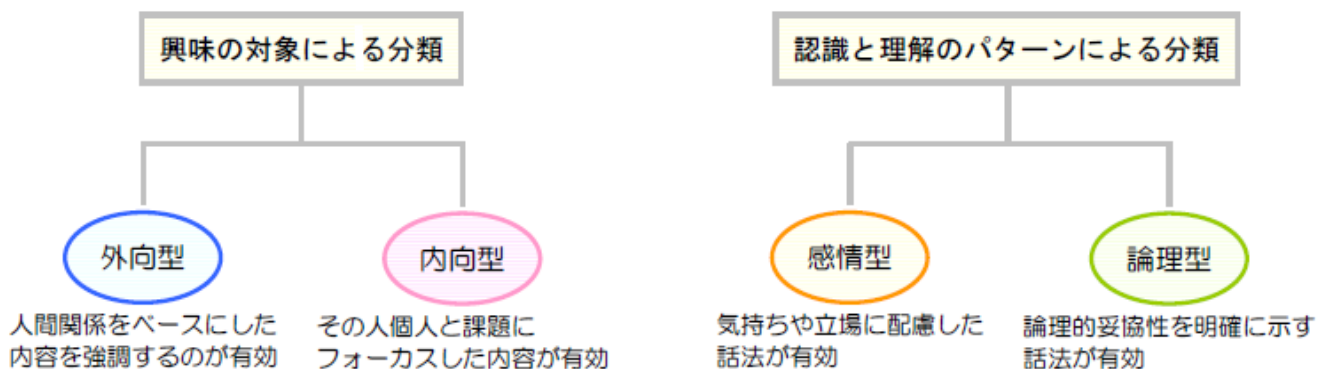 興味の対象による分類
認識と理解のパターンによる分類
外向型
内向型
感情型
論理型
人間関係をベースにした
内容を強調するのが有効
その人個人と課題に
フォーカスした内容が有効
気持ちや立場に配慮した
話法が有効
論理的妥協性を明確に示す
話法が有効